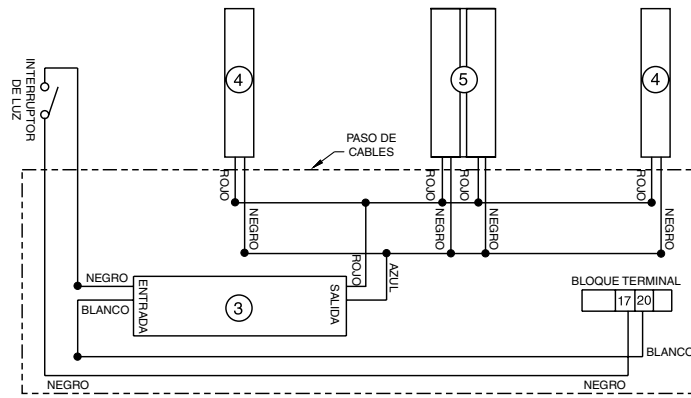 INTERRUPTOR
DE LUZ
4
5
4
PASO DE
CABLES
ROJO
NEGRO
ROJO
NEGRO
ROJO
NEGRO
ROJO
NEGRO
ROJO
AZUL
NEGRO
BLANCO
ENTRADA
3
SALIDA
BLOQUE TERMINAL
17 20
BLANCO
NEGRO
NEGRO